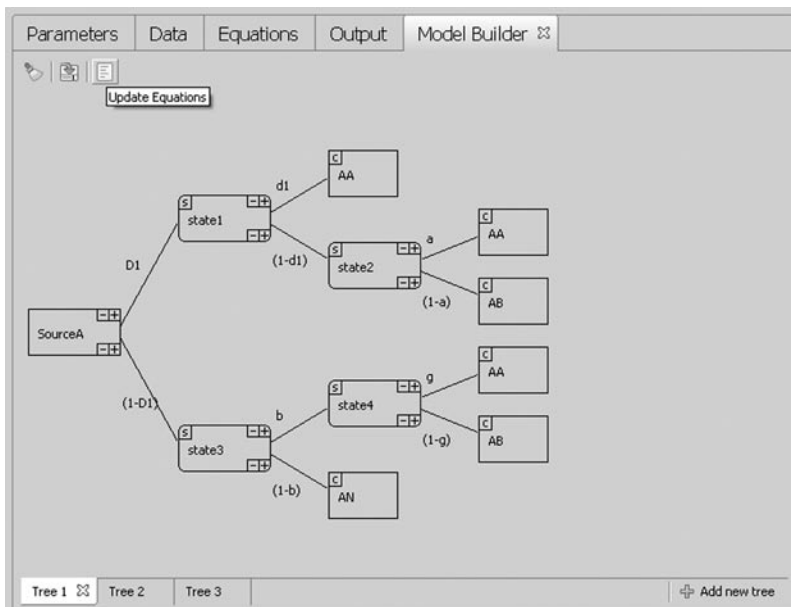 Parameters Data Equations Output Model Builder
Update Equations
c
AA
d1
s
state1
c
AA
a
(1-d1)
s
state2
D1
c
AB
(1-a)
SourceA
c
AA
g
(1-D1)
b
s
state4
s
state3
c
AB
(1-g)
c
AN
(1-b)
Tree 1 Tree 2 Tree 3 Add new tree